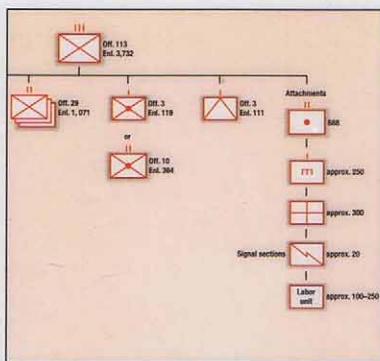 III
Off. 113
Enl. 3,732
II
Off. 29
Enl. 1, 071
I
Off. 3
Enl. 119
or
II
Off. 10
Enl. 364
I
Off. 3
Enl. 111
Attachments
II
668
I
approx. 250
approx. 300
Signal sections
approx. 20
Labor
unit
approx. 100–250